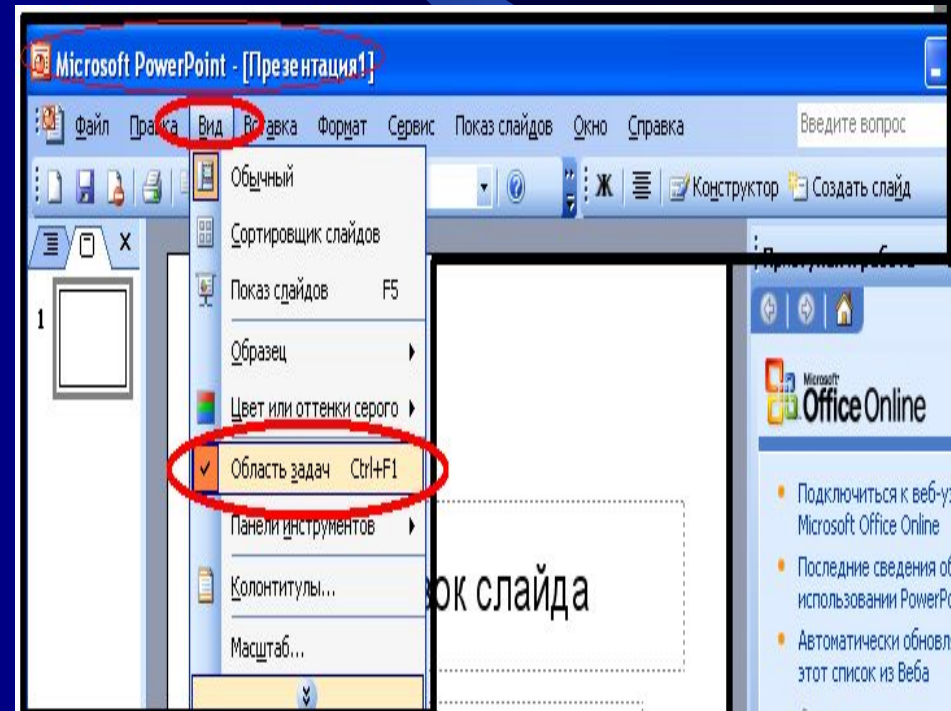 Microsoft PowerPoint - [Презентация1]
Файл Правка Вид Вставка Формат Сервис Показ слайдов Окно Справка Введите вопрос
Ж Конструктор Создать слайд
Обычный
Сортировщик слайдов
Показ слайдов F5
Образец
Цвет или оттенки серого
Область задач Ctrl+F1
Панели инструментов
Колонтитулы...
Масштаб...
1
ок слайда
Microsoft
Office Online
Подключиться к веб-уз
Microsoft Office Online
Последние сведения об
использовании PowerPo
Автоматически обновля
этот список из Веба